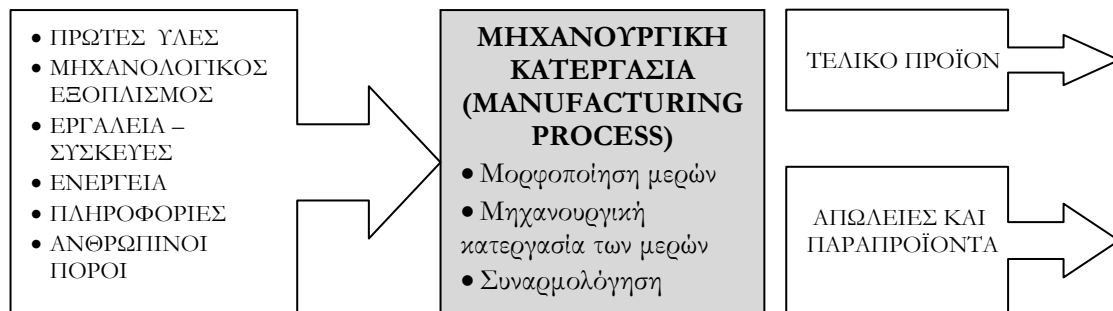 • ΠΡΩΤΕΣ ΥΛΕΣ
• ΜΗΧΑΝΟΛΟΓΙΚΟΣ
ΕΞΟΠΛΙΣΜΟΣ
• ΕΡΓΑΛΕΙΑ –
ΣΥΣΚΕΥΕΣ
• ΕΝΕΡΓΕΙΑ
• ΠΛΗΡΟΦΟΡΙΕΣ
• ΑΝΘΡΩΠΙΝΟΙ
ΠΟΡΟΙ
ΜΗΧΑΝΟΥΡΓΙΚΗ
ΚΑΤΕΡΓΑΣΙΑ
(MANUFACTURING
PROCESS)
• Μορφοποίηση μερών
• Μηχανουργική
κατεργασία των μερών
• Συναρμολόγηση
ΤΕΛΙΚΟ ΠΡΟΪΟΝ
ΑΠΩΛΕΙΕΣ ΚΑΙ
ΠΑΡΑΠΡΟΪΟΝΤΑ